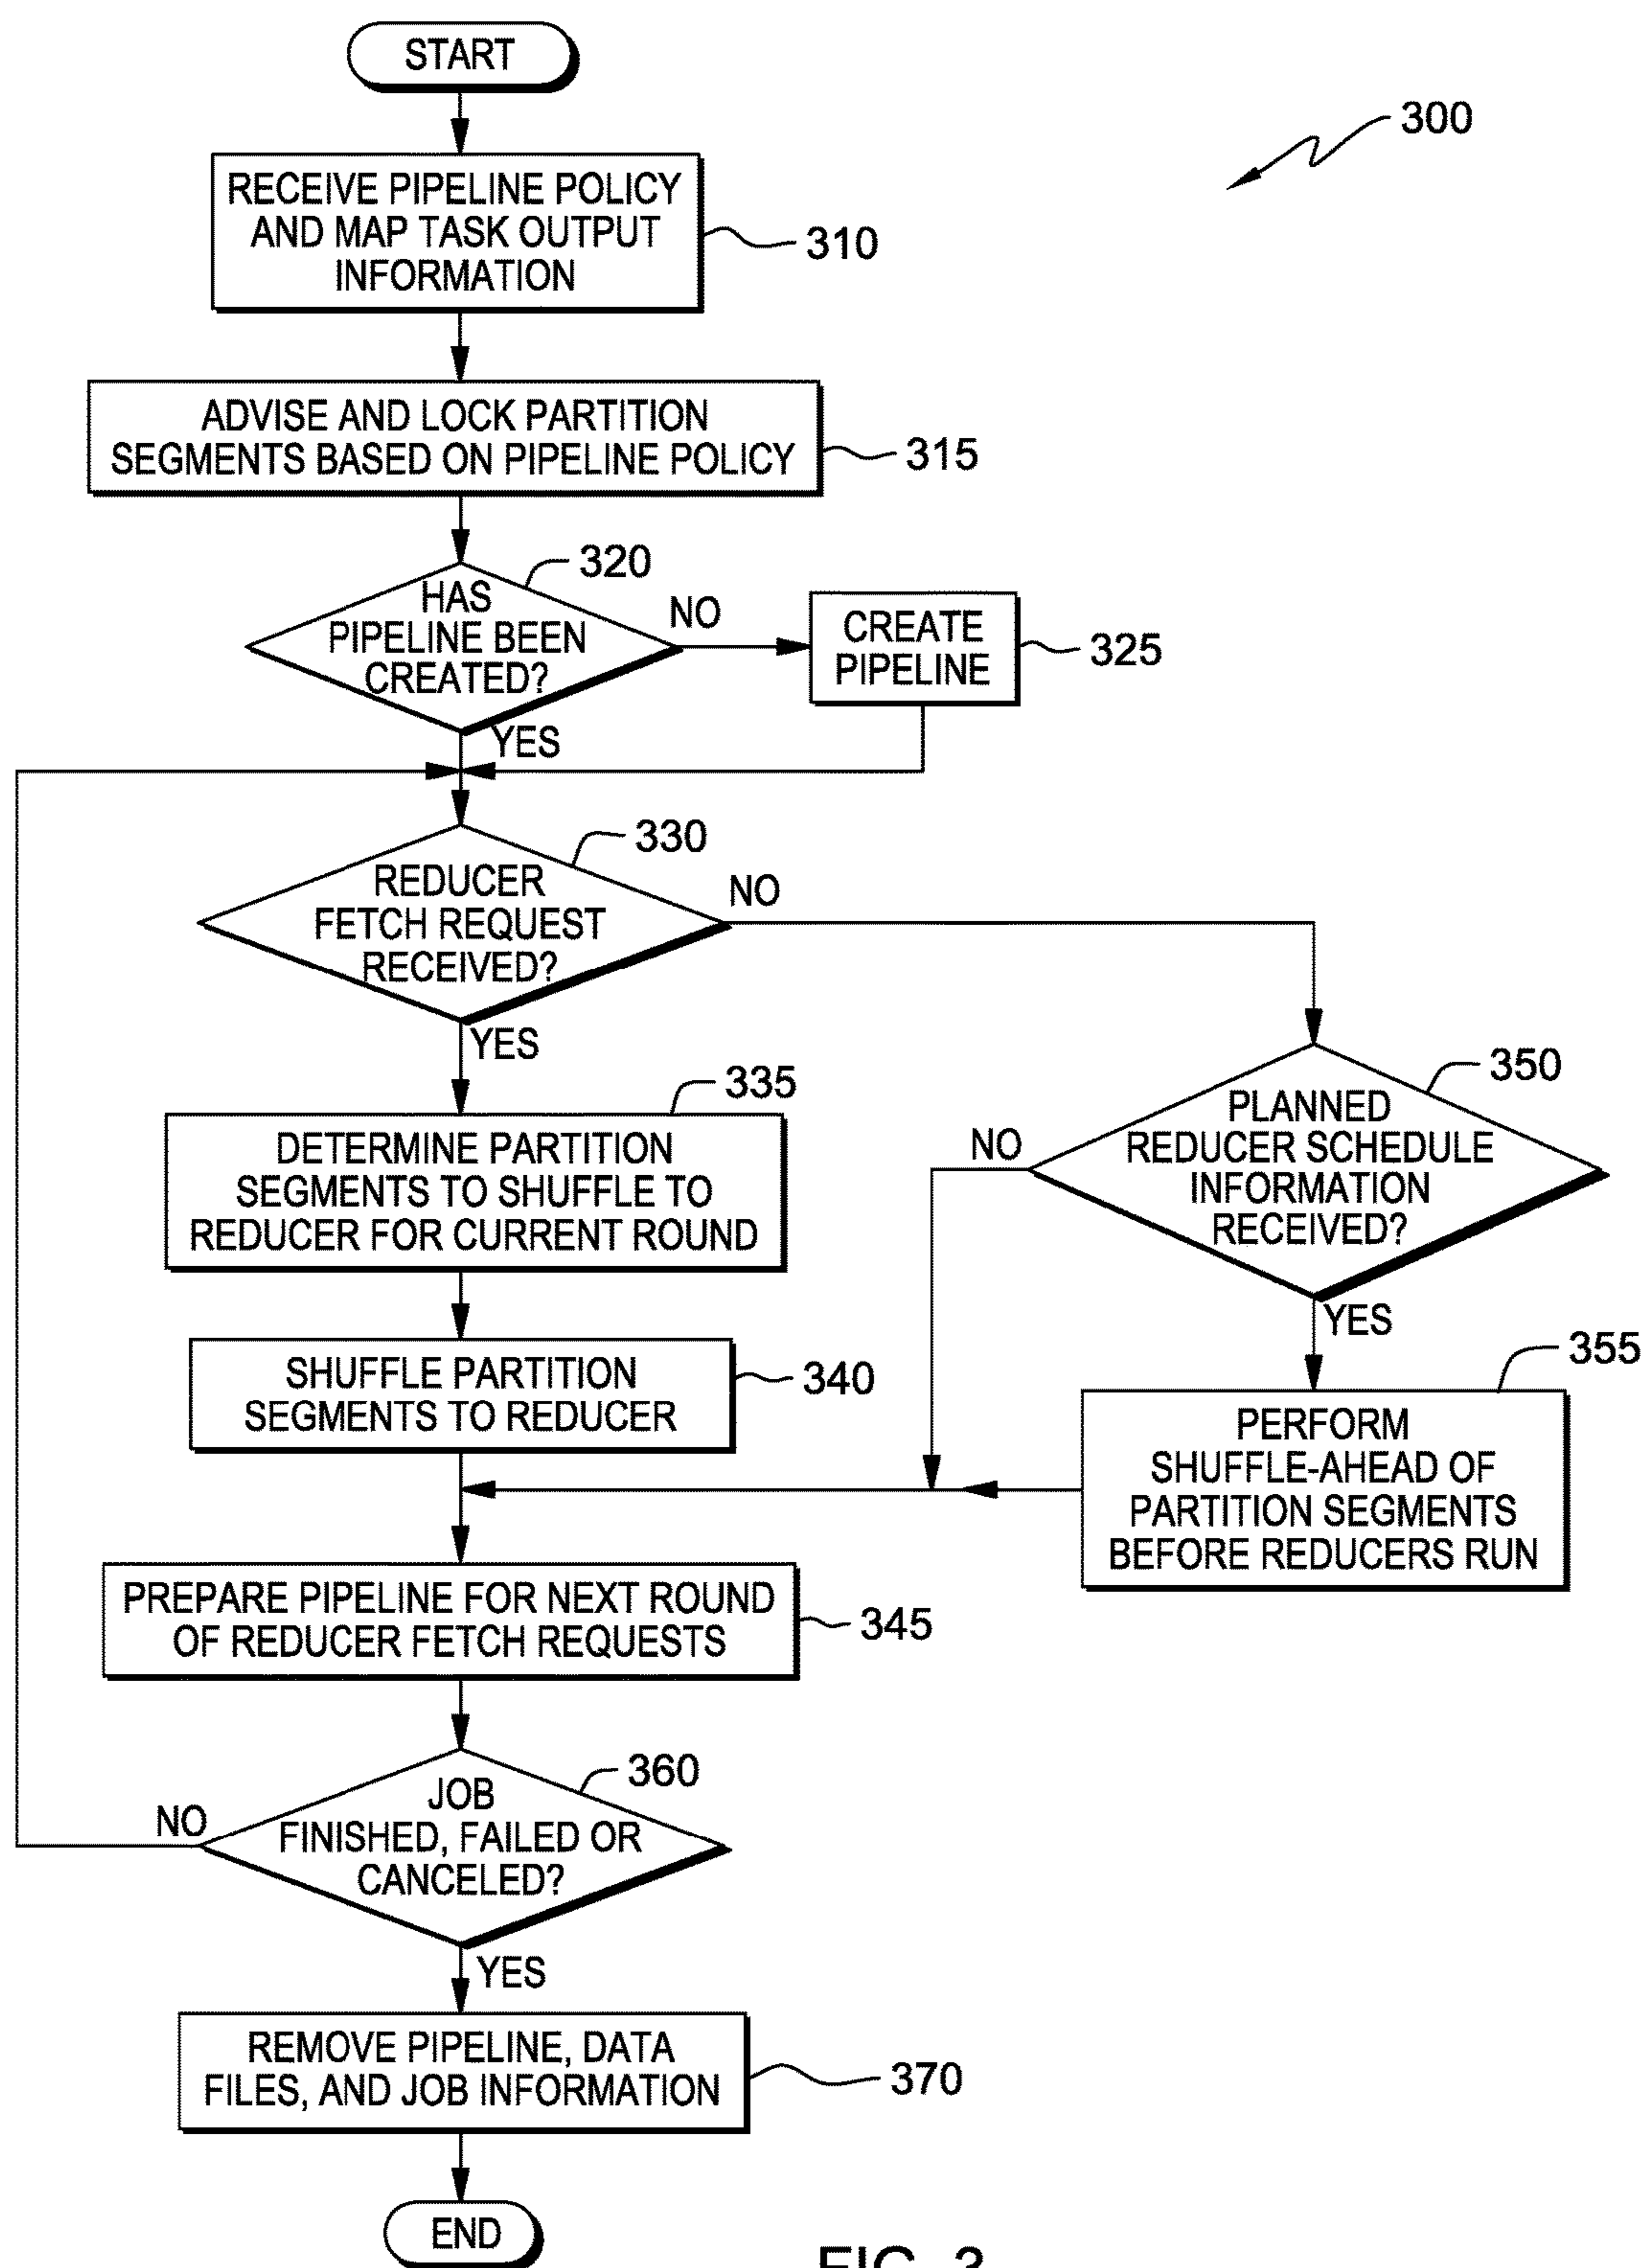 START
300
RECEIVE PIPELINE POLICY
AND MAP TASK OUTPUT
INFORMATION
310
ADVISE AND LOCK PARTITION
SEGMENTS BASED ON PIPELINE POLICY
315
320
HAS
PIPELINE BEEN
CREATED?
NO
CREATE
PIPELINE
325
YES
330
REDUCER
FETCH REQUEST
RECEIVED?
NO
YES
335
DETERMINE PARTITION
SEGMENTS TO SHUFFLE TO
REDUCER FOR CURRENT ROUND
350
PLANNED
REDUCER SCHEDULE
INFORMATION
RECEIVED?
NO
YES
SHUFFLE PARTITION
SEGMENTS TO REDUCER
340
355
PERFORM
SHUFFLE-AHEAD OF
PARTITION SEGMENTS
BEFORE REDUCERS RUN
PREPARE PIPELINE FOR NEXT ROUND
OF REDUCER FETCH REQUESTS
345
360
JOB
FINISHED, FAILED OR
CANCELED?
NO
YES
REMOVE PIPELINE, DATA
FILES, AND JOB INFORMATION
370
END
FIG. 3